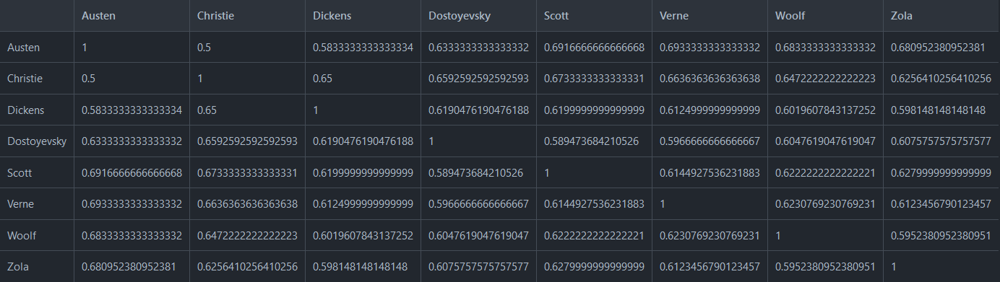 Austen Christie Dickens Dostoyevsky Scott Verne Woolf Zola
Austen 1 0.5 0.5833333333333334 0.6333333333333332 0.6916666666666668 0.6933333333333332 0.6833333333333332 0.680952380952381
Christie 0.5 1 0.65 0.6592592592592593 0.6733333333333331 0.6636363636363638 0.6472222222222223 0.6256410256410256
Dickens 0.5833333333333334 0.65 1 0.6190476190476188 0.6199999999999999 0.6124999999999999 0.6019607843137252 0.598148148148148
Dostoyevsky 0.6333333333333332 0.6592592592592593 0.6190476190476188 1 0.589473684210526 0.5966666666666667 0.6047619047619047 0.6075757575757577
Scott 0.6916666666666668 0.6733333333333331 0.6199999999999999 0.589473684210526 1 0.6144927536231883 0.6222222222222221 0.6279999999999999
Verne 0.6933333333333332 0.6636363636363638 0.6124999999999999 0.5966666666666667 0.6144927536231883 1 0.6230769230769231 0.6123456790123457
Woolf 0.6833333333333332 0.6472222222222223 0.6019607843137252 0.6047619047619047 0.6222222222222221 0.6230769230769231 1 0.5952380952380951
Zola 0.680952380952381 0.6256410256410256 0.598148148148148 0.6075757575757577 0.6279999999999999 0.6123456790123457 0.5952380952380951 1